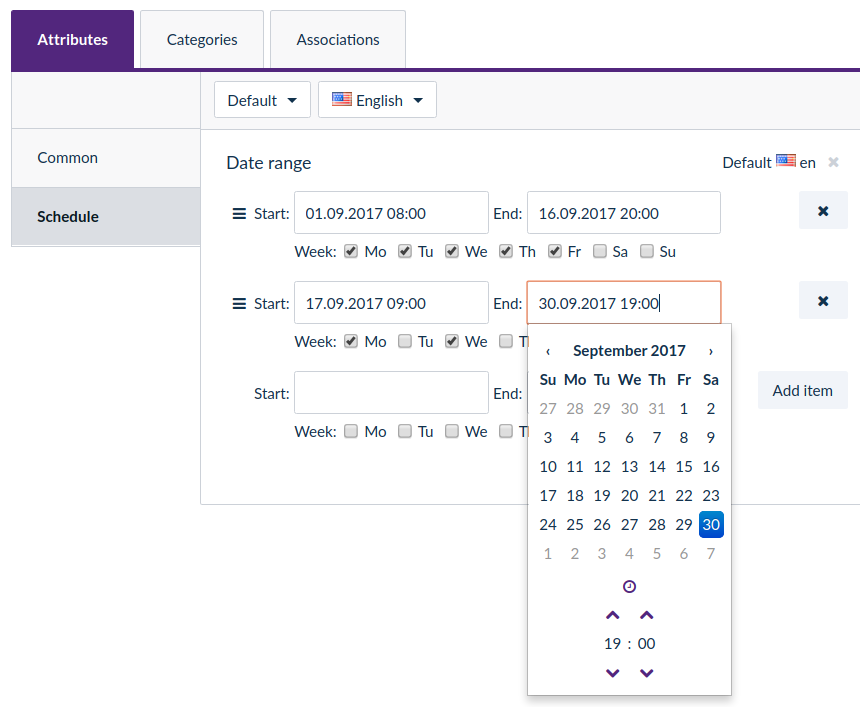 Attributes Categories Associations
Default English
Common
Schedule
Date range Default en
Start: 01.09.2017 08:00 End: 16.09.2017 20:00
Week: Mo Tu We Th Fr Sa Su
Start: 17.09.2017 09:00 End: 30.09.2017 19:00
Week: Mo Tu We
Start: End: Add item
Week: Mo Tu We
‹ September 2017 ›
Su Mo Tu We Th Fr Sa
27 28 29 30 31 1 2
3 4 5 6 7 8 9
10 11 12 13 14 15 16
17 18 19 20 21 22 23
24 25 26 27 28 29 30
1 2 3 4 5 6 7
19 : 00